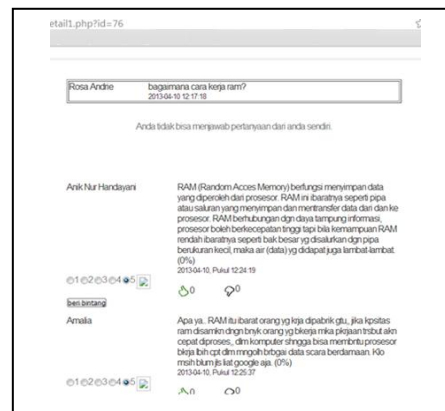 etail1.php?id=76
Rosa Andne bagaimana cara kerja ram?
2013-04-10 12:17:18
Anda tidak bisa menjawab pertanyaan dari anda sendiri.
Anik Nur Handayani RAM (Random Acces Memory) berfungsi menyimpan data
yang diperoleh dari prosesor. RAM ini ibaratnya seperti pipa
atau saluran yang menyimpan dan mentransfer data dari dan ke
prosesor. RAM berhubungan dgn daya tampung informasi,
prosesor boleh berkecepatan tinggi tapi bila kemampuan RAM
rendah ibaratnya seperti bak besar yg disalurkan dgn pipa
berukuran kecil, maka air (data) yg didapat juga lambat-lambat.
(0%)
2013-04-10, Pukul 12:24:19
1 2 3 4 5
0 0
beri bintang
Amalia Apa ya.. RAM itu ibarat orang yg krja dipabrik gtu, jika kpsitas
ram disamkn dngn bnyk orang yg bkerja mka pkrjaan trsbut akn
cepat diproses,, dlm komputer shngga bisa membntu prosesor
bkrja lbih cpt dlm mngolh brbgai data scara berdamaan. Klo
msih blum jls liat google aja. (0%)
2013-04-10, Pukul 12:25:37
1 2 3 4 5
0 0